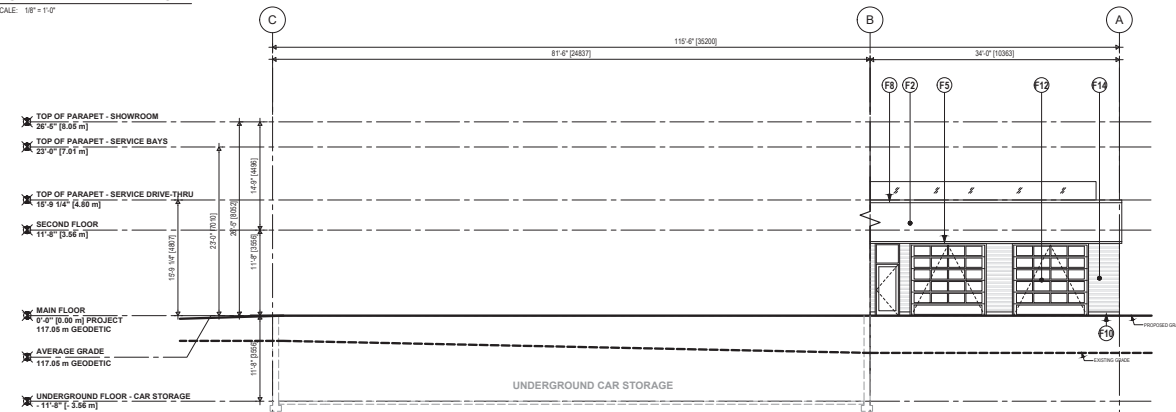 CALE: 1/8" = 1'-0"
C
B
A
115'-6" [35200]
81'-6" [24837]
34'-0" [10363]
F8
F2
F5
F12
F14
TOP OF PARAPET - SHOWROOM
26'-5" [8.05 m]
TOP OF PARAPET - SERVICE BAYS
23'-0" [7.01 m]
14'-9" [4496]
TOP OF PARAPET - SERVICE DRIVE-THRU
15'-9 1/4" [4.80 m]
23'-0" [7010]
26'-5" [8052]
SECOND FLOOR
11'-8" [3.56 m]
15'-9 1/4" [4807]
11'-8" [3556]
MAIN FLOOR
0'-0" [0.00 m] PROJECT
117.05 m GEODETIC
PROPOSED GRA
F10
AVERAGE GRADE
117.05 m GEODETIC
EXISTING GRADE
11'-8" [3556]
UNDERGROUND CAR STORAGE
UNDERGROUND FLOOR - CAR STORAGE
- 11'-8" [- 3.56 m]